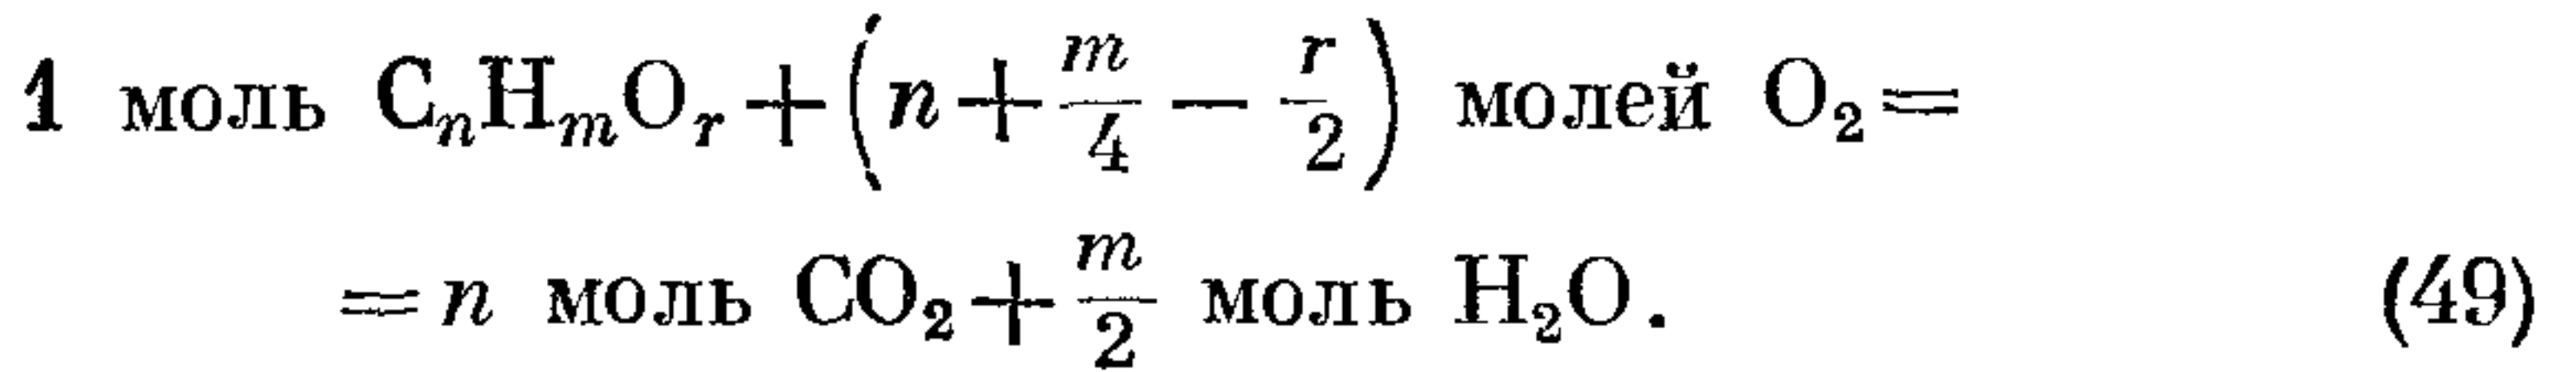 1 моль CₙHₘOᵣ + (n + m/4 − r/2) молей O₂ =
= n моль CO₂ + m/2 моль H₂O. (49)